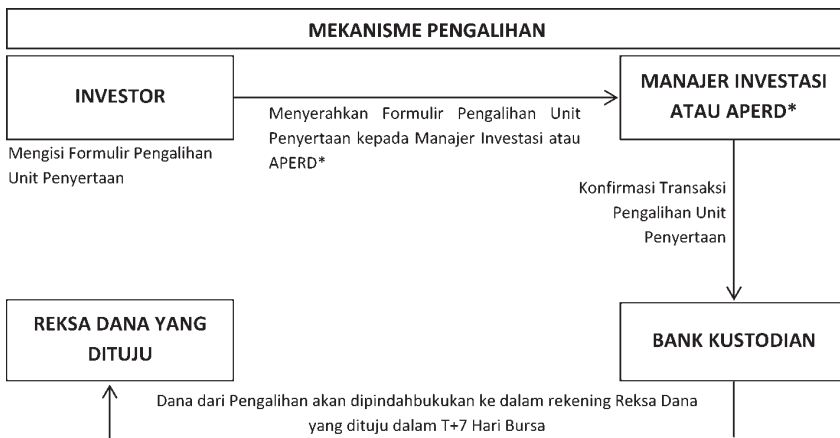 MEKANISME PENGALIHAN
INVESTOR
Mengisi Formulir Pengalihan
Unit Penyertaan
Menyerahkan Formulir Pengalihan Unit
Penyertaan kepada Manajer Investasi atau
APERD*
MANAJER INVESTASI
ATAU APERD*
Konfirmasi Transaksi
Pengalihan Unit
Penyertaan
REKSA DANA YANG
DITUJU
BANK KUSTODIAN
Dana dari Pengalihan akan dipindahbukukan ke dalam rekening Reksa Dana
yang dituju dalam T+7 Hari Bursa